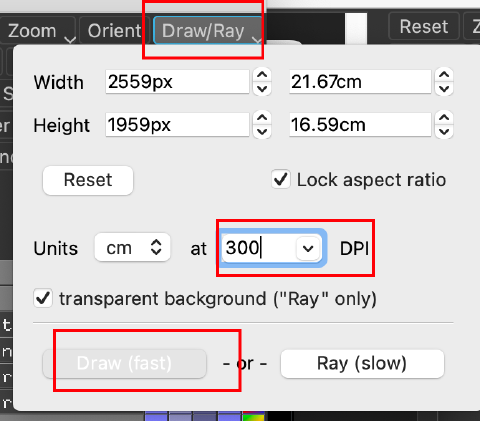 Zoom Orient Draw/Ray Reset
Width 2559px 21.67cm
Height 1959px 16.59cm
Reset Lock aspect ratio
Units cm at 300 DPI
transparent background ("Ray" only)
Draw (fast) - or - Ray (slow)